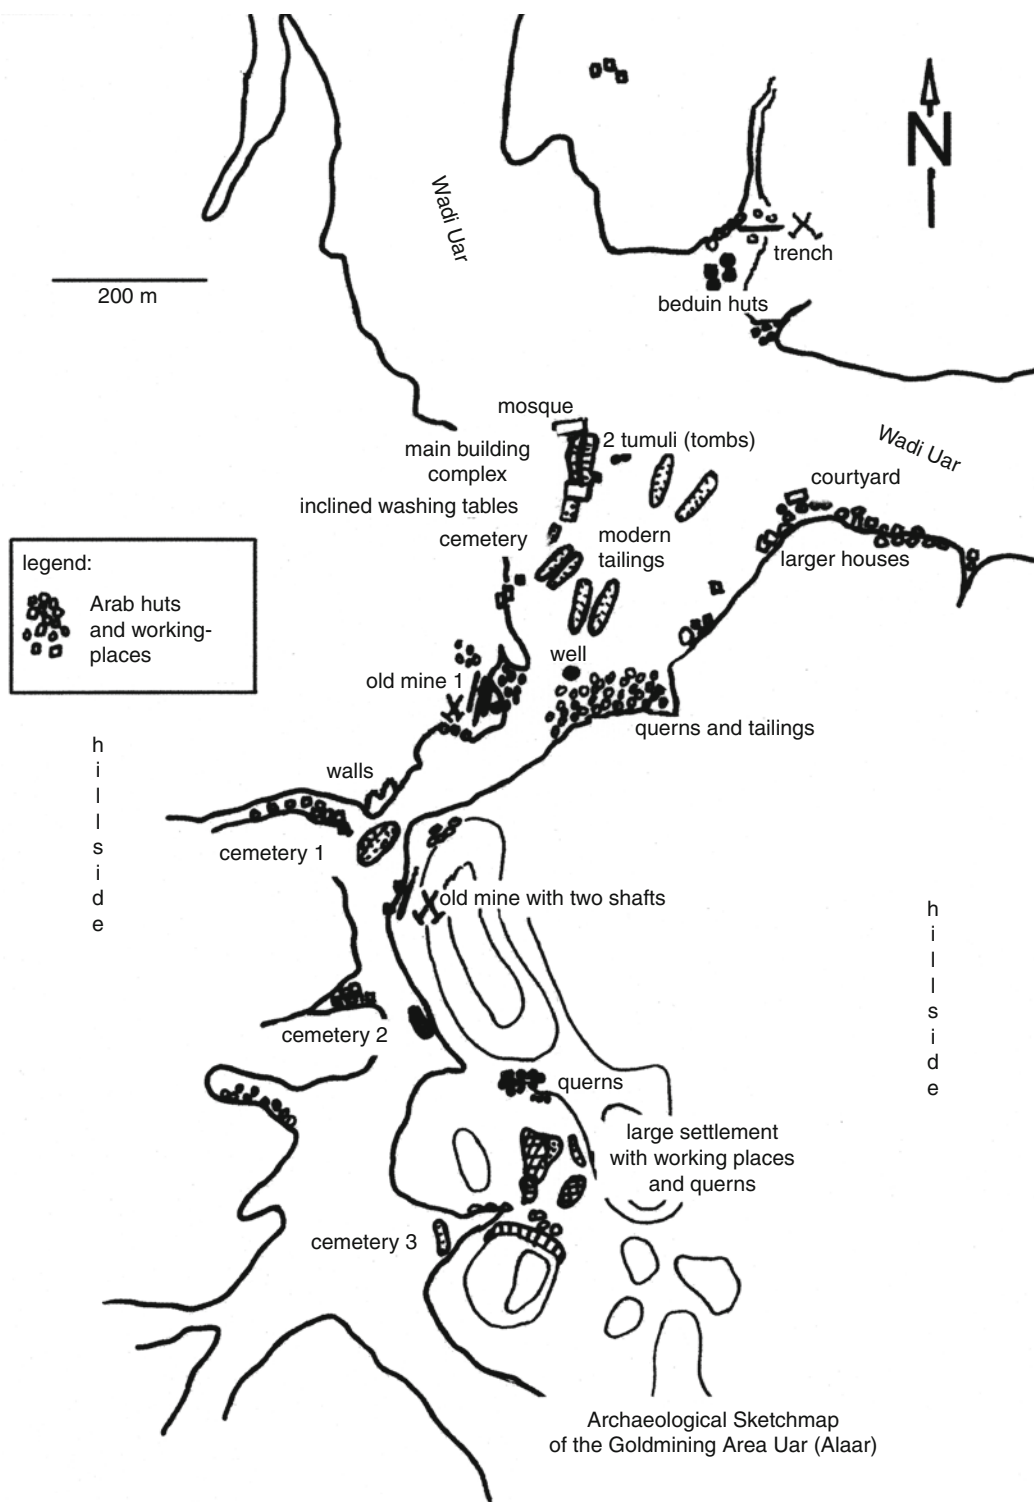 N
Wadi Uar
trench
200 m
beduin huts
mosque
2 tumuli (tombs)
main building
complex
Wadi Uar
courtyard
inclined washing tables
cemetery
modern
tailings
larger houses
legend:
Arab huts
and working-
places
well
old mine 1
querns and tailings
hillside
walls
cemetery 1
old mine with two shafts
hillside
cemetery 2
querns
large settlement
with working places
and querns
cemetery 3
Archaeological Sketchmap
of the Goldmining Area Uar (Alaar)